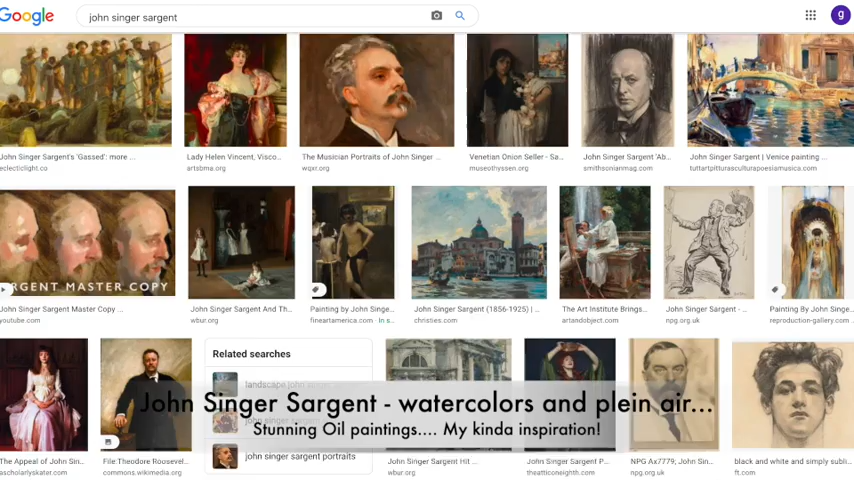 Google
john singer sargent
g
John Singer Sargent's 'Gassed': more ...
eclecticlight.co
Lady Helen Vincent, Visco...
artsbma.org
The Musician Portraits of John Singer ...
wqxr.org
Venetian Onion Seller - Sa...
museothyssen.org
John Singer Sargent 'Ab...
smithsonianmag.com
John Singer Sargent | Venice painting ...
tuttartpitturasculturapoesiamusica.com
ARGENT MASTER COPY
John Singer Sargent Master Copy ...
youtube.com
John Singer Sargent And Th...
wbur.org
Painting by John Singe...
fineartamerica.com · In s...
John Singer Sargent (1856-1925) | ...
christies.com
The Art Institute Brings...
artandobject.com
John Singer Sargent - ...
npg.org.uk
Painting By John Singe...
reproduction-gallery.com
Related searches
landscape john
john singer sargent portraits
John Singer Sargent - watercolors and plein air...
Stunning Oil paintings.... My kinda inspiration!
The Appeal of John Sin...
ascholarlyskater.com
File:Theodore Roosevel...
commons.wikimedia.org
John Singer Sargent Hit ...
wbur.org
John Singer Sargent P...
theatticoneighth.com
NPG Ax7779; John Sin...
npg.org.uk
black and white and simply subli...
ft.com